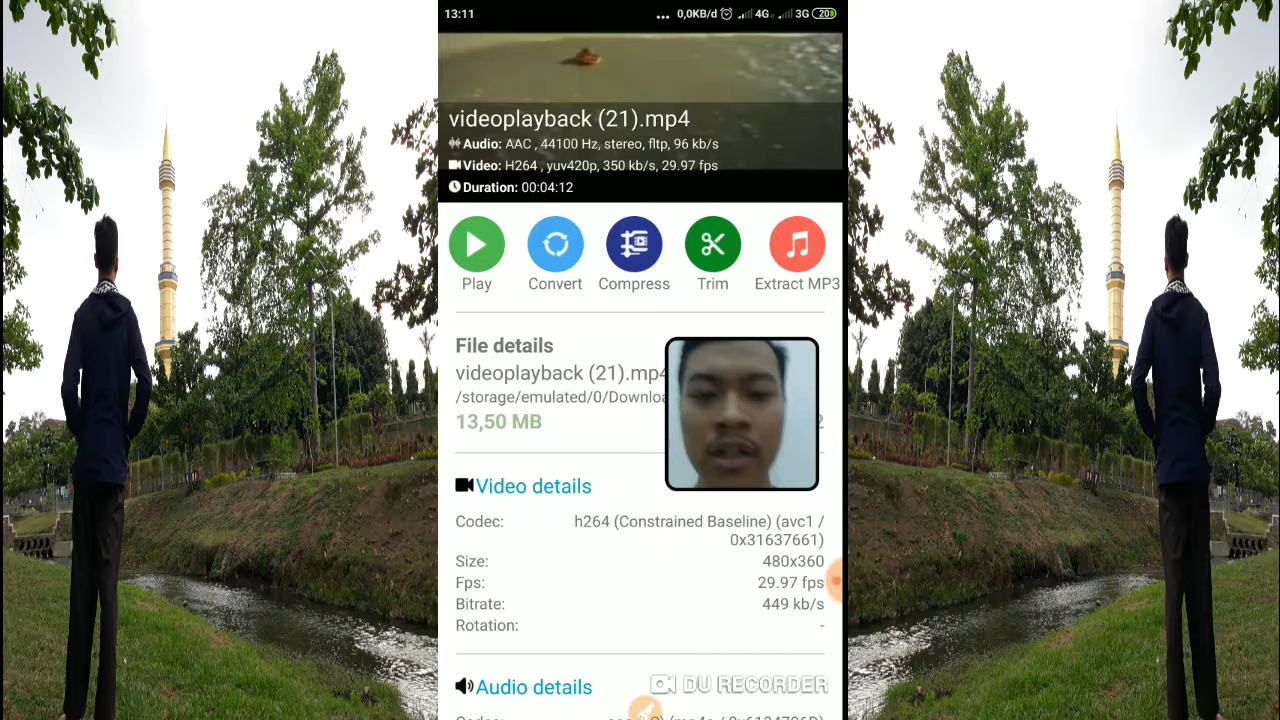 13:11
... 0,0KB/d 4G 3G 20
videoplayback (21).mp4
Audio: AAC , 44100 Hz, stereo, fltp, 96 kb/s
Video: H264 , yuv420p, 350 kb/s, 29.97 fps
Duration: 00:04:12
Play Convert Compress Trim Extract MP3
File details
videoplayback (21).mp4
/storage/emulated/0/Downloa
13,50 MB
2
Video details
Codec: h264 (Constrained Baseline) (avc1 /
0x31637661)
Size: 480x360
Fps: 29.97 fps
Bitrate: 449 kb/s
Rotation: -
DU RECORDER
Audio details